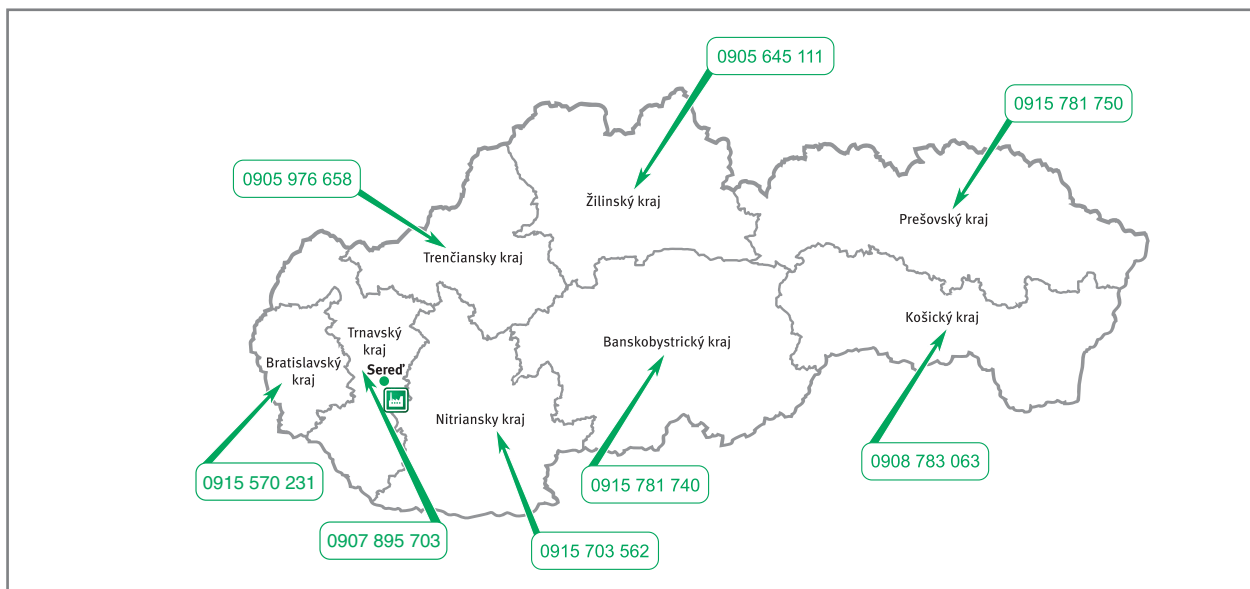 0905 645 111
0915 781 750
0905 976 658
Žilinský kraj
Prešovský kraj
Trenčiansky kraj
Košický kraj
Trnavský
kraj
Banskobystrický kraj
Sereď
Bratislavský
kraj
Nitriansky kraj
0908 783 063
0915 570 231
0915 781 740
0907 895 703
0915 703 562